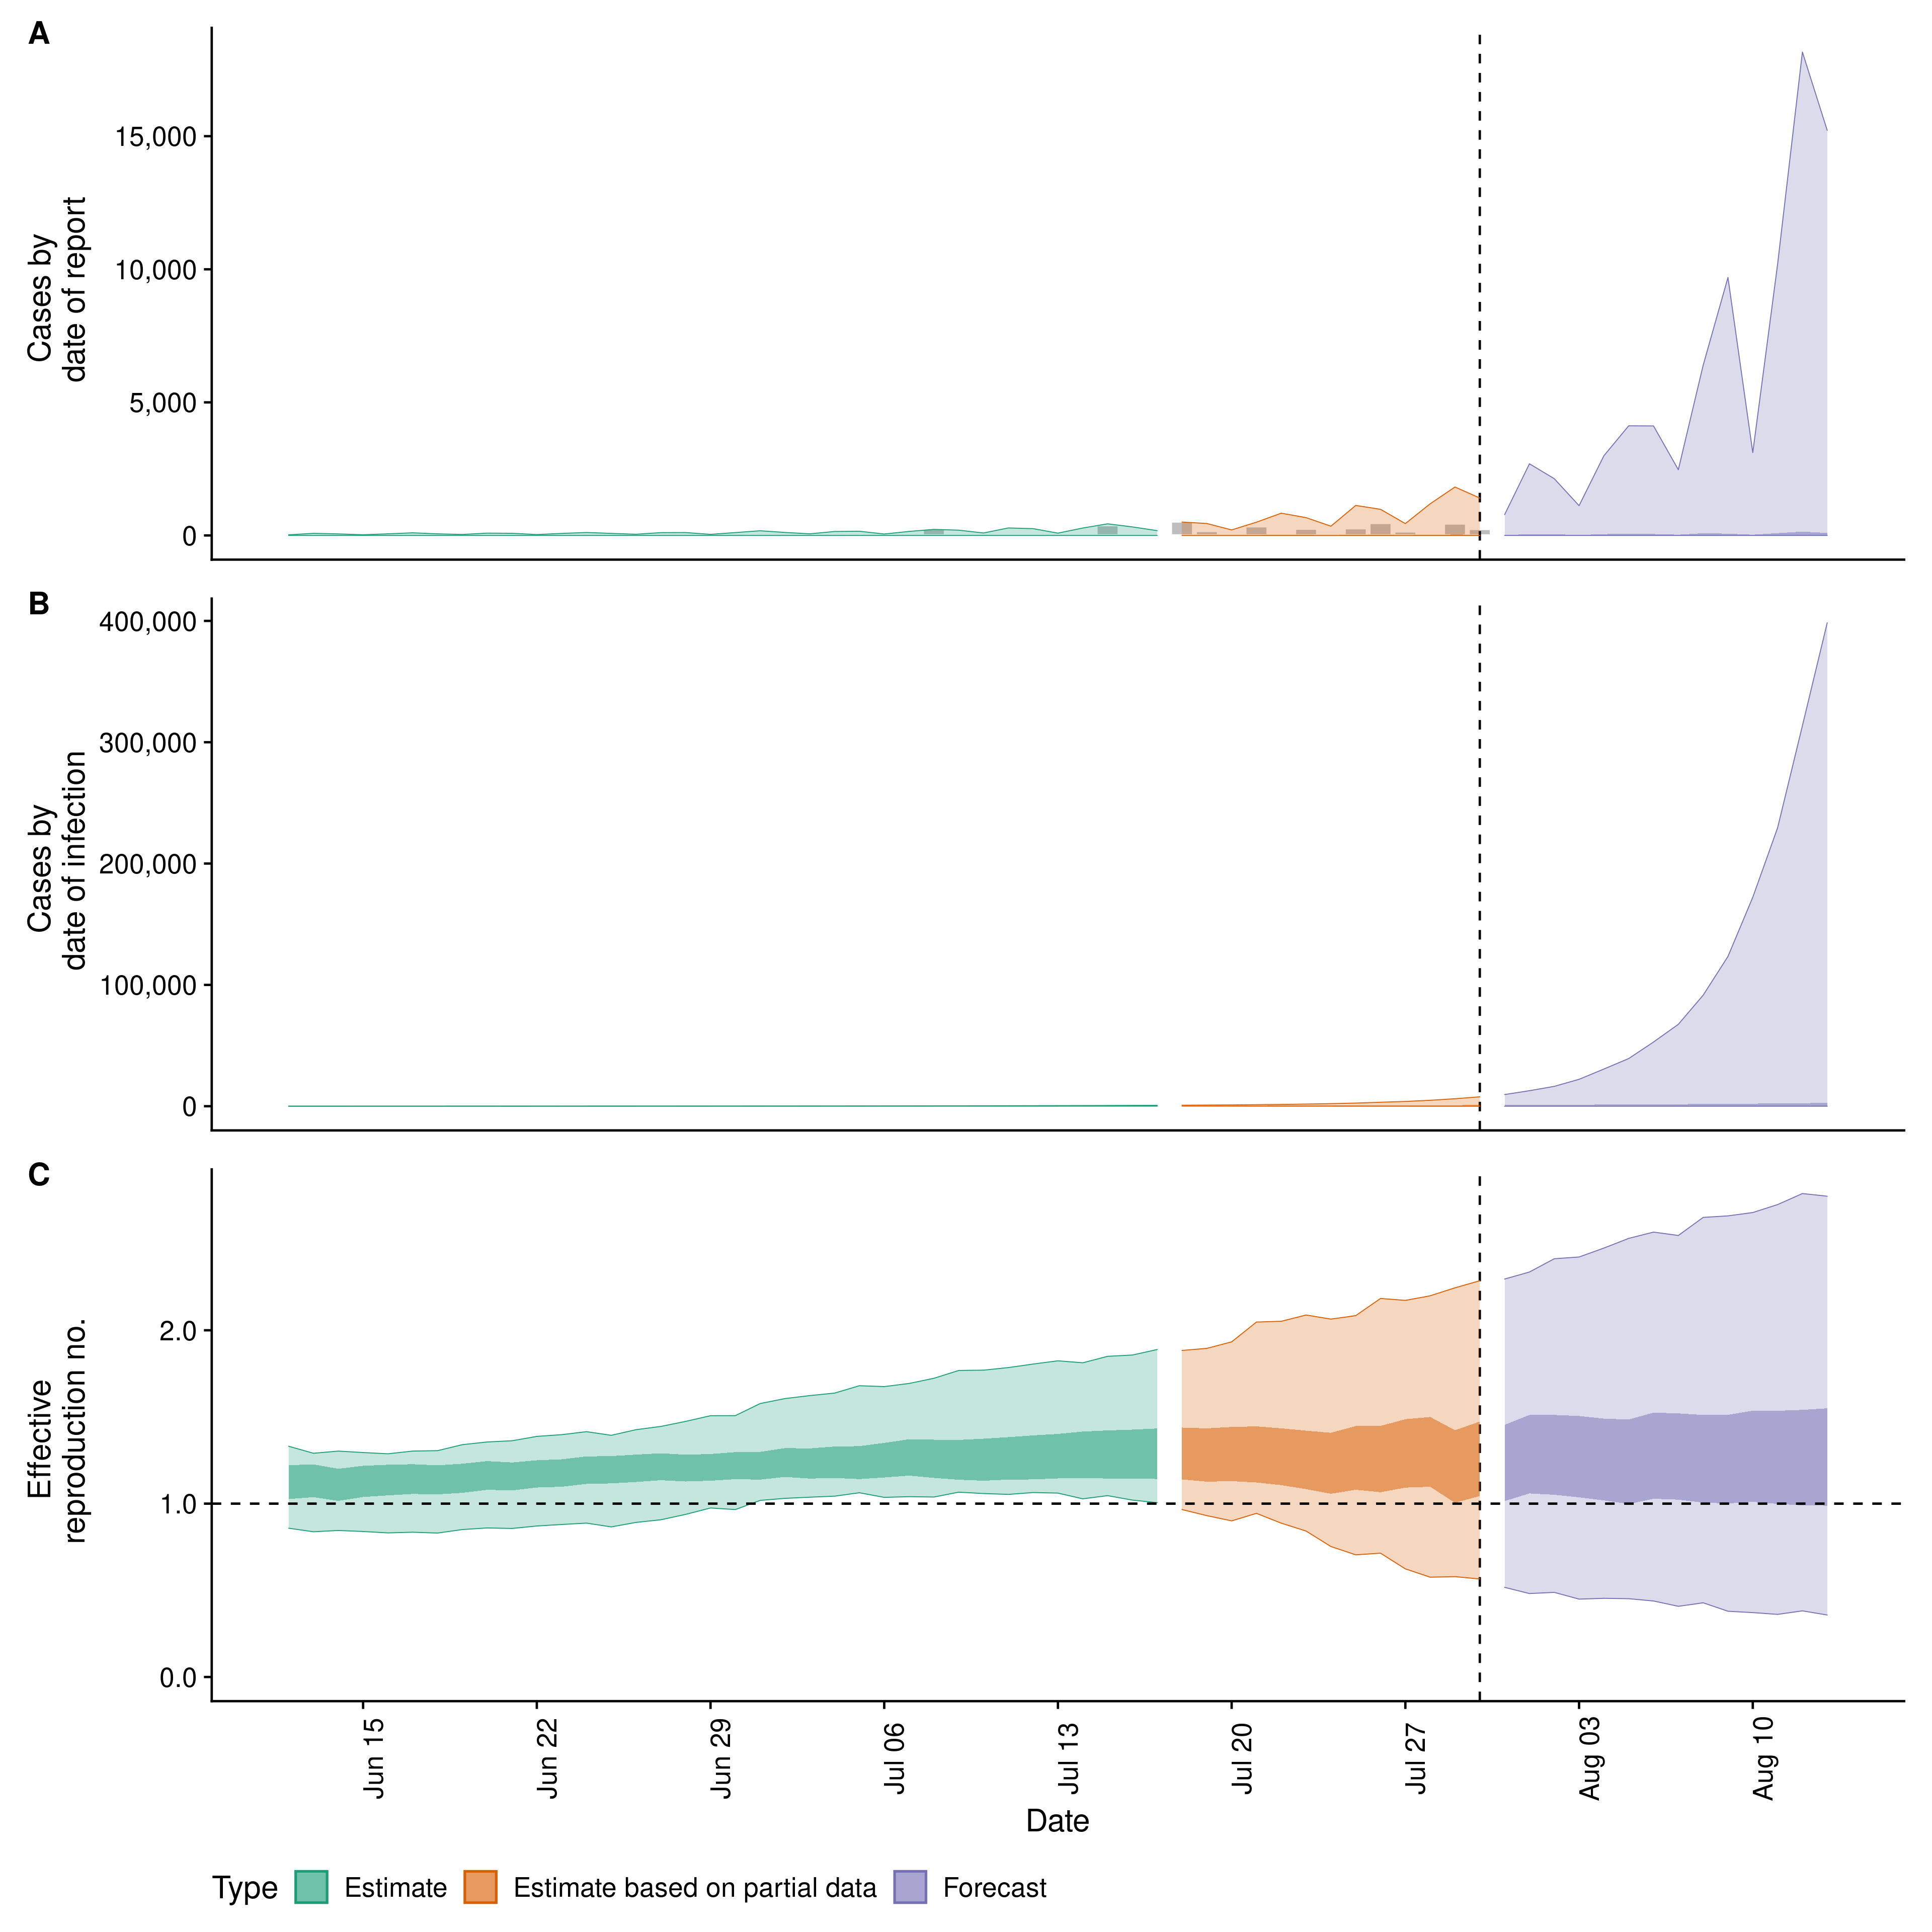 A
Cases by
date of report
15,000
10,000
5,000
0
B
Cases by
date of infection
400,000
300,000
200,000
100,000
0
C
Effective
reproduction no.
2.0
1.0
0.0
Jun 15
Jun 22
Jun 29
Jul 06
Jul 13
Jul 20
Jul 27
Aug 03
Aug 10
Date
Type Estimate Estimate based on partial data Forecast